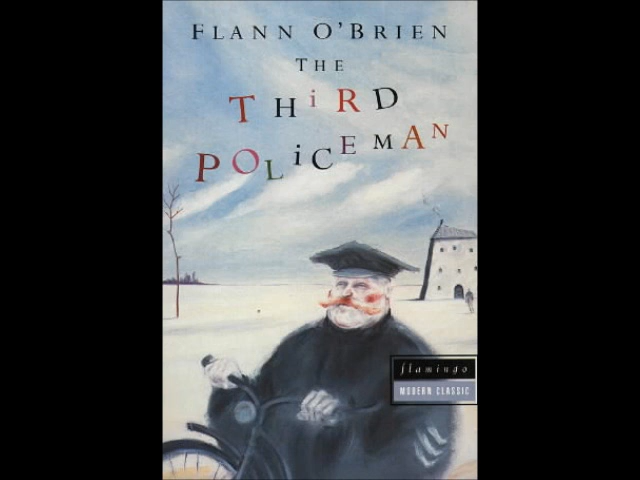 FLANN O'BRIEN
THE
THiRD
POLiCEMAN
flamingo
MODERN CLASSIC